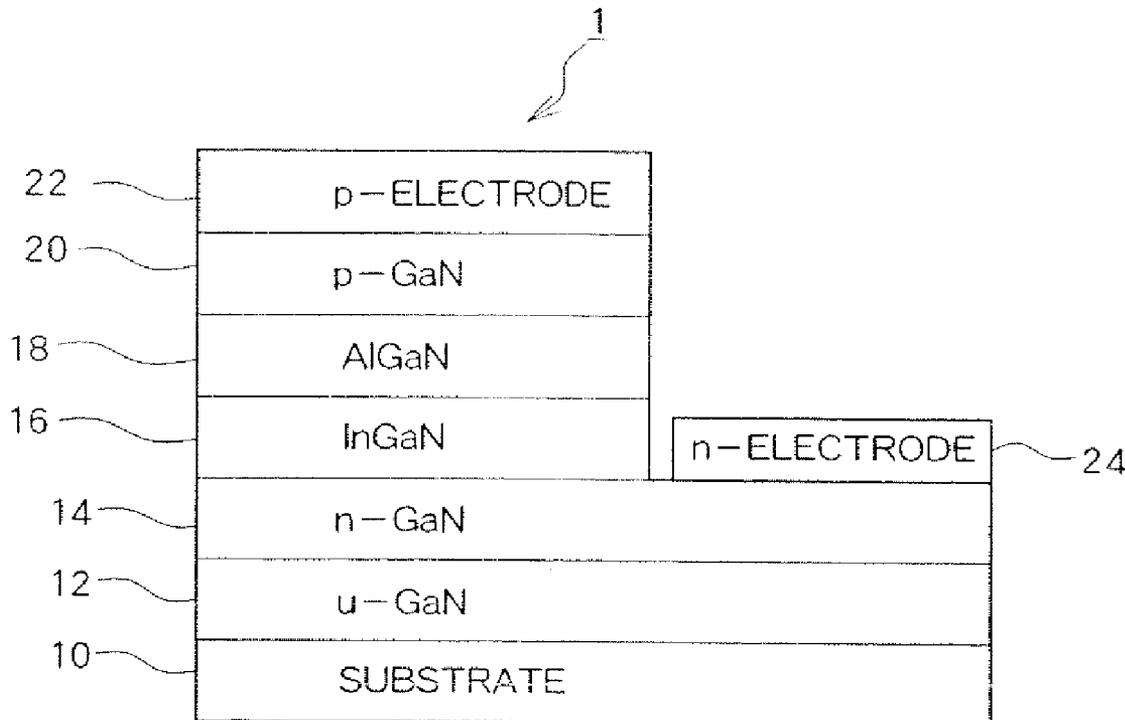 1
22 p-ELECTRODE
20 p-GaN
18 AlGaN
16 InGaN
n-ELECTRODE 24
14 n-GaN
12 u-GaN
10 SUBSTRATE